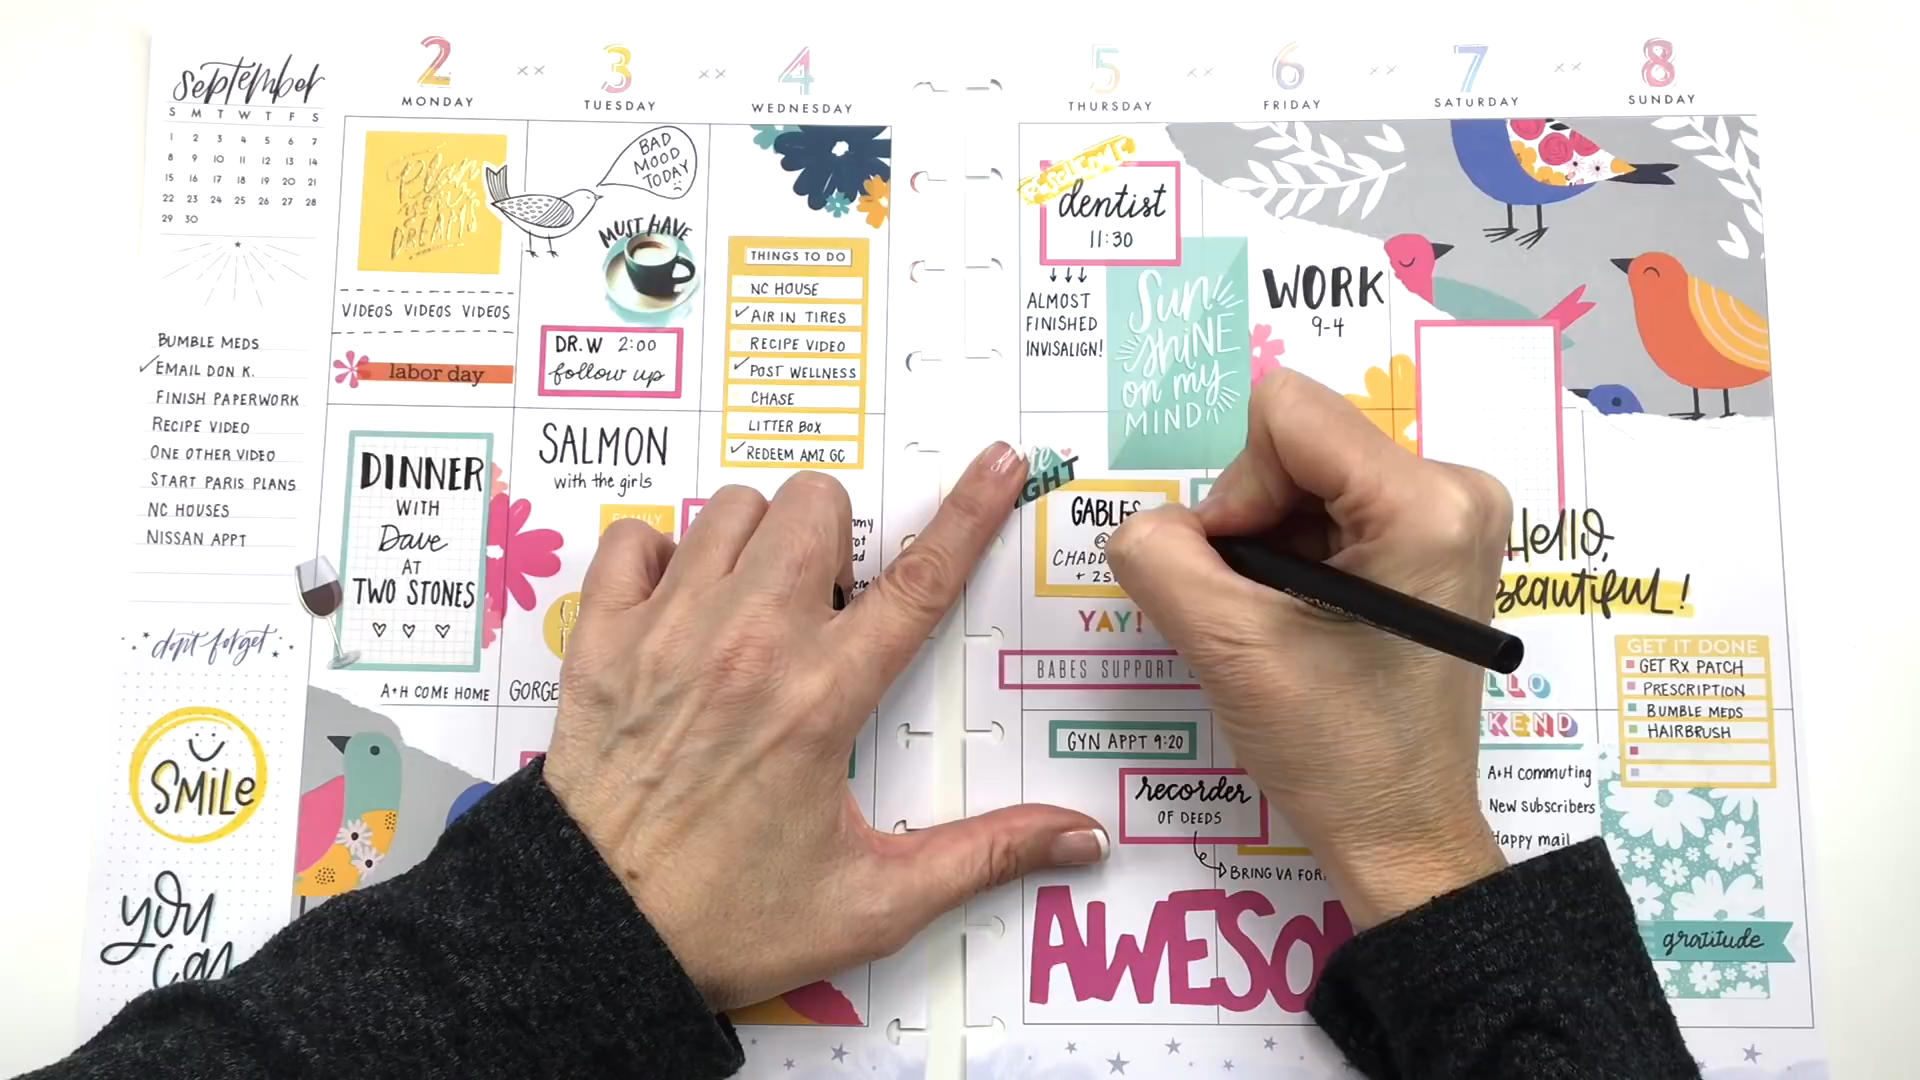 september
S M T W T F S
1 2 3 4 5 6 7
8 9 10 11 12 13 14
15 16 17 18 19 20 21
22 23 24 25 26 27 28
29 30
BUMBLE MEDS
✓EMAIL DON K.
FINISH PAPERWORK
RECIPE VIDEO
ONE OTHER VIDEO
START PARIS PLANS
NC HOUSES
NISSAN APPT
don't forget
SMILE
you
can
2
MONDAY
Plan
your
DREAMS
VIDEOS VIDEOS VIDEOS
labor day
DINNER
WITH
Dave
AT
TWO STONES
A+H COME HOME
3
TUESDAY
BAD
MOOD
TODAY
MUST HAVE
DR. W 2:00
follow up
SALMON
with the girls
FAMILY
4
WEDNESDAY
THINGS TO DO
NC HOUSE
✓AIR IN TIRES
RECIPE VIDEO
✓POST WELLNESS
CHASE
LITTER BOX
✓REDEEM AMZ GC
5
THURSDAY
dentist
11:30
↓↓↓
ALMOST
FINISHED
INVISALIGN!
Sun
shiNE
on my
MIND
GABLES
@
YAY!
BABES SUPPORT
GYN APPT 9:20
recorder
OF DEEDS
BRING VA
6
FRIDAY
WORK
9-4
7
SATURDAY
Hello,
beautiful!
A+H commuting
New subscribers
Happy mail
8
SUNDAY
GET IT DONE
GET RX PATCH
PRESCRIPTION
BUMBLE MEDS
HAIRBRUSH
gratitude